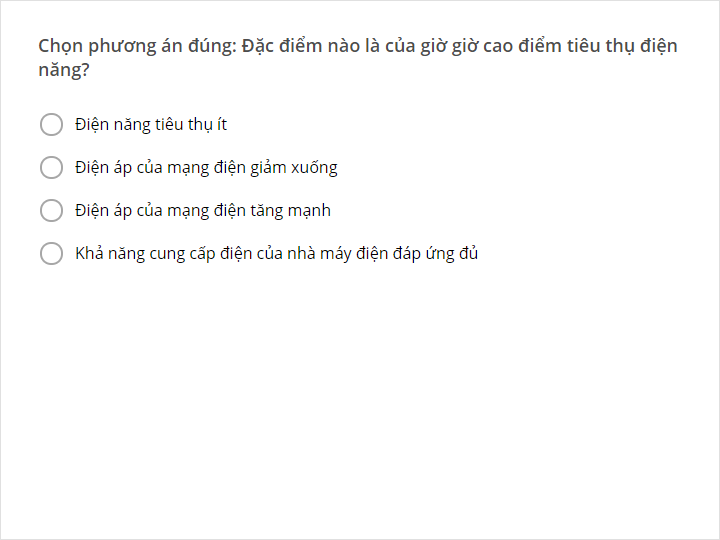 Chọn phương án đúng: Đặc điểm nào là của giờ giờ cao điểm tiêu thụ điện
năng?
Điện năng tiêu thụ ít
Điện áp của mạng điện giảm xuống
Điện áp của mạng điện tăng mạnh
Khả năng cung cấp điện của nhà máy điện đáp ứng đủ